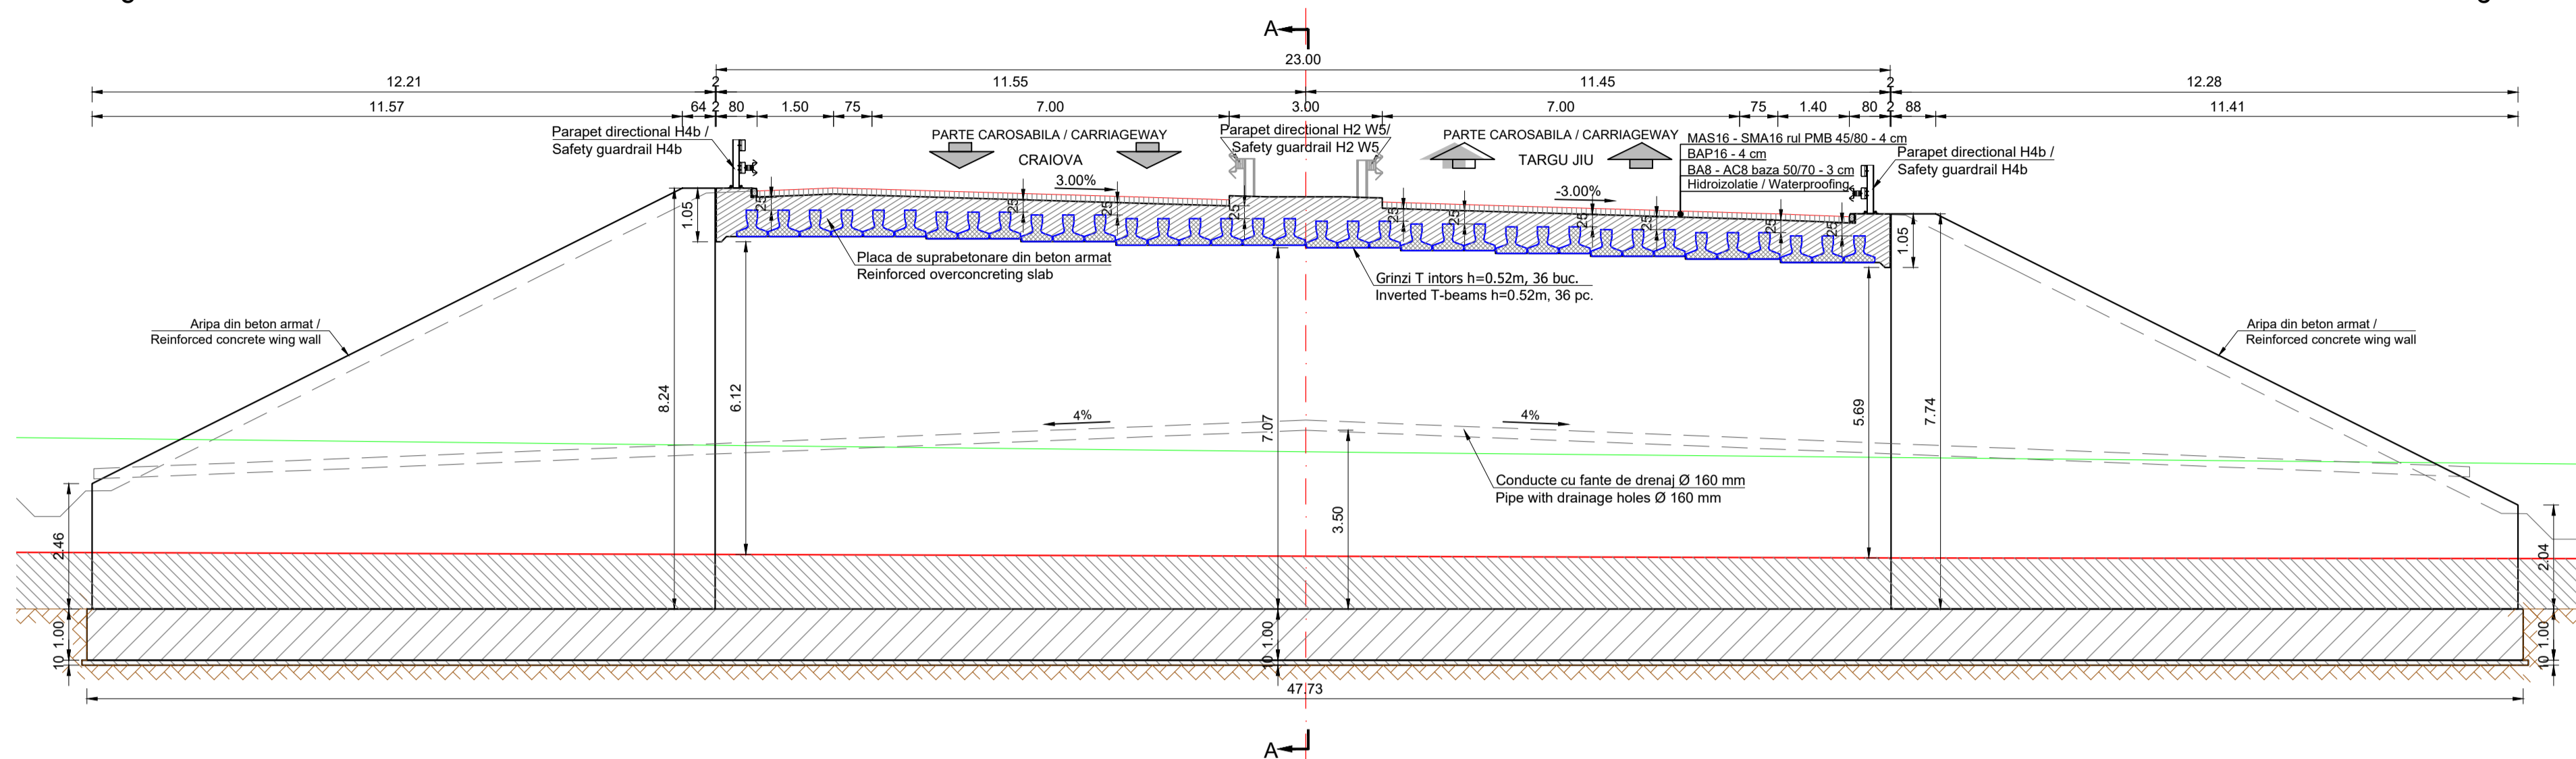 A
23.00
12.21
2
11.55
11.45
2
12.28
11.57
64
2
80
1.50
75
7.00
3.00
7.00
75
1.40
80
2
88
11.41
Parapet directional H4b /
Safety guardrail H4b
PARTE CAROSABILA / CARRIAGEWAY
CRAIOVA
Parapet directional H2 W5/
Safety guardrail H2 W5
PARTE CAROSABILA / CARRIAGEWAY
TARGU JIU
MAS16 - SMA16 rul PMB 45/80 - 4 cm
BAP16 - 4 cm
BA8 - AC8 baza 50/70 - 3 cm
Hidroizolatie / Waterproofing
Parapet directional H4b /
Safety guardrail H4b
3.00%
-3.00%
1.05
25
25
25
25
25
25
25
25
25
25
1.05
Placa de suprabetonare din beton armat
Reinforced overconcreting slab
Grinzi T intors h=0.52m, 36 buc.
Inverted T-beams h=0.52m, 36 pc.
Aripa din beton armat /
Reinforced concrete wing wall
Aripa din beton armat /
Reinforced concrete wing wall
8.24
6.12
7.07
5.69
7.74
4%
4%
Conducte cu fante de drenaj Ø 160 mm
Pipe with drainage holes Ø 160 mm
3.50
2.46
2.04
1.00
10
1.00
10
1.00
10
47.73
A